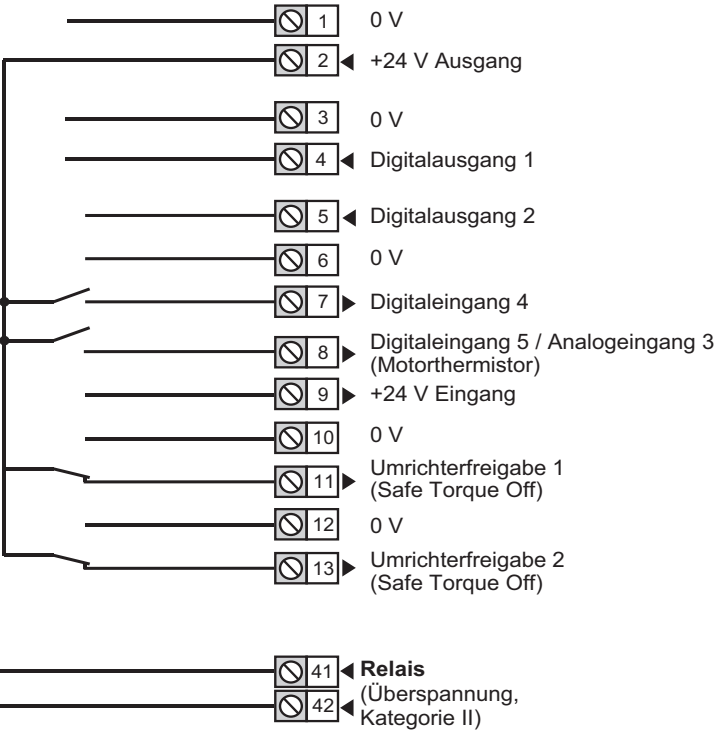 1 0 V
2 +24 V Ausgang
3 0 V
4 Digitalausgang 1
5 Digitalausgang 2
6 0 V
7 Digitaleingang 4
8 Digitaleingang 5 / Analogeingang 3
(Motorthermistor)
9 +24 V Eingang
10 0 V
11 Umrichterfreigabe 1
(Safe Torque Off)
12 0 V
13 Umrichterfreigabe 2
(Safe Torque Off)
41 Relais
42 (Überspannung,
Kategorie II)